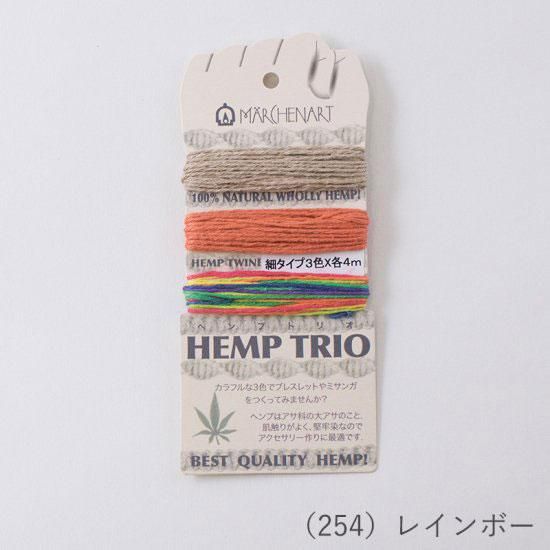 MÄRCHENART
100% NATURAL WHOLLY HEMP!
HEMP TWINE 細タイプ3色X各4m
ヘンプトリオ
HEMP TRIO
カラフルな3色でブレスレットやミサンガ
をつくってみませんか?
ヘンプはアサ科の大アサのこと、
肌触りがよく、堅牢染なので
アクセサリー作りに最適です。
BEST QUALITY HEMP!
(254) レインボー